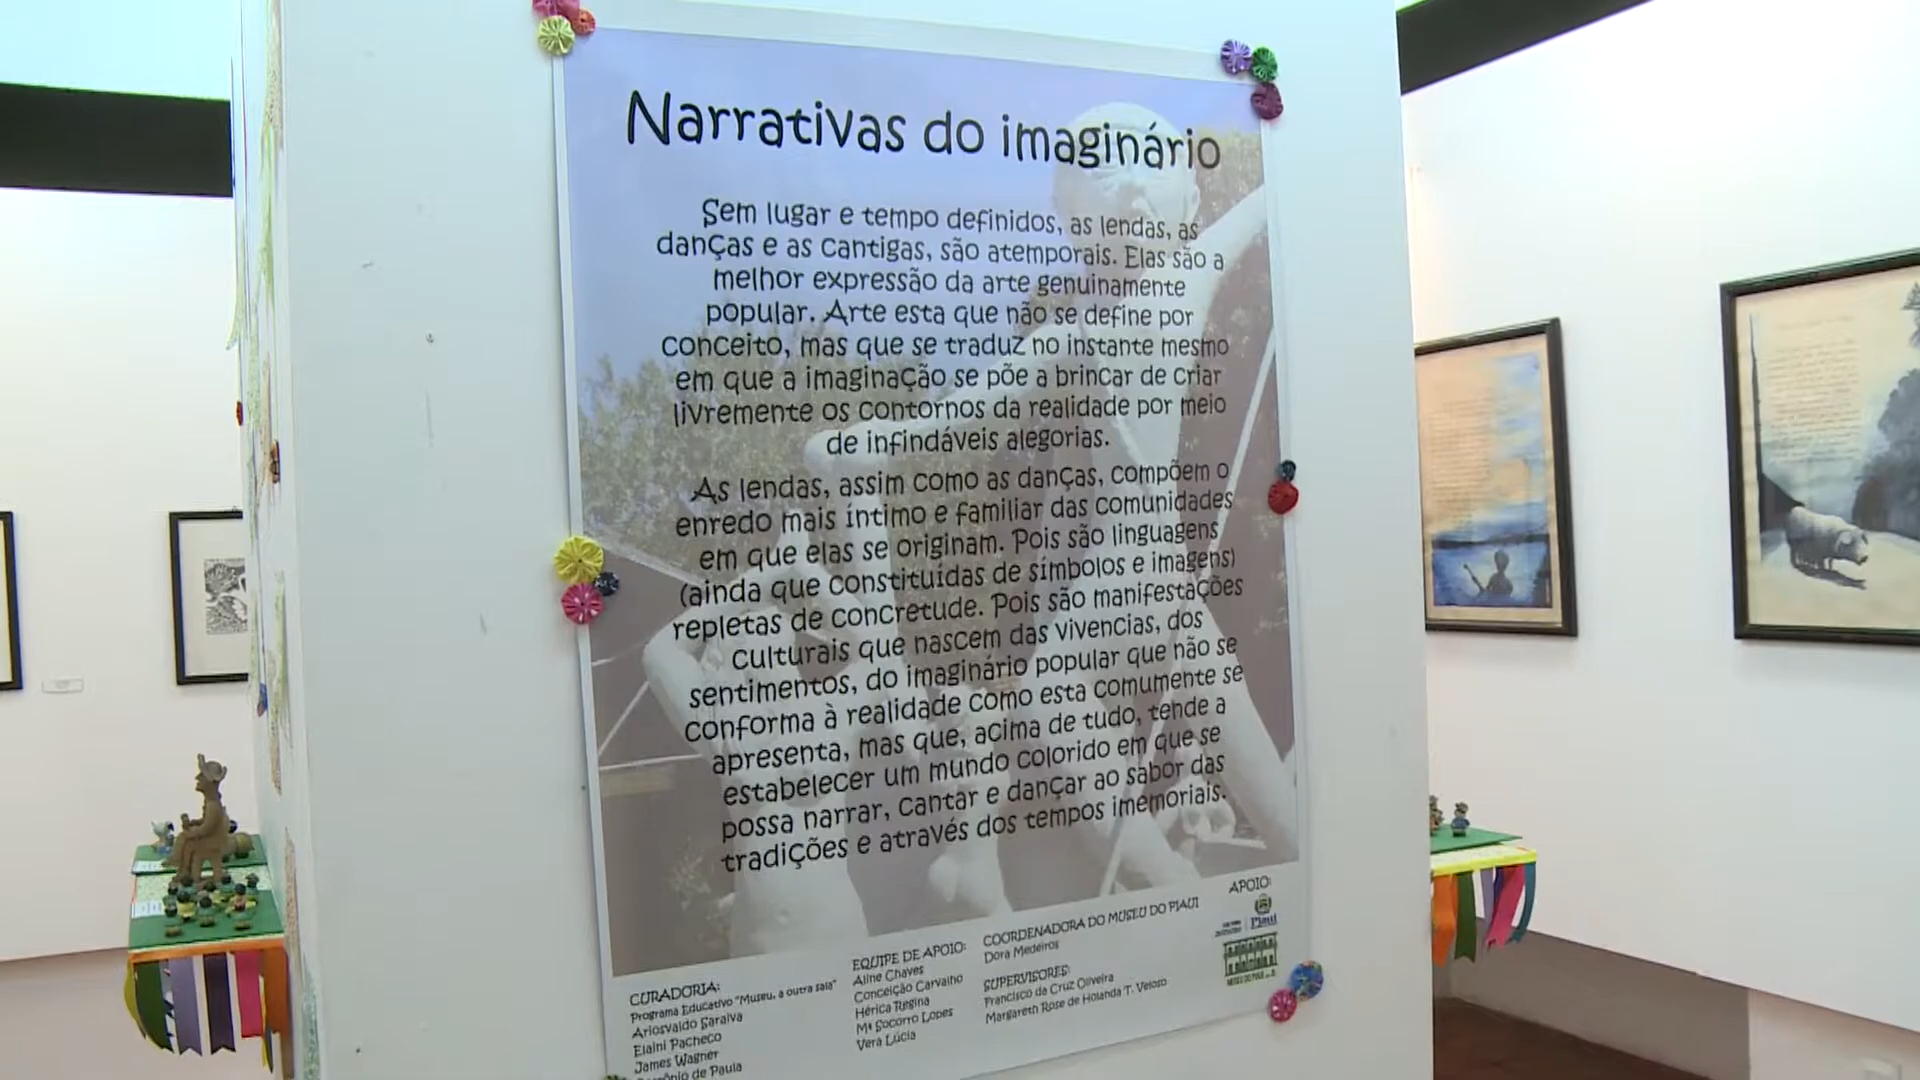 Narrativas do imaginário
Sem lugar e tempo definidos, as lendas, as
danças e as cantigas, são atemporais. Elas são a
melhor expressão da arte genuinamente
popular. Arte esta que não se define por
conceito, mas que se traduz no instante mesmo
em que a imaginação se põe a brincar de criar
livremente os contornos da realidade por meio
de infindáveis alegorias.
As lendas, assim como as danças, compõem o
enredo mais íntimo e familiar das comunidades
em que elas se originam. Pois são linguagens
(ainda que constituídas de símbolos e imagens)
repletas de concretude. Pois são manifestações
culturais que nascem das vivencias, dos
sentimentos, do imaginário popular que não se
conforma à realidade como esta comumente se
apresenta, mas que, acima de tudo, tende a
estabelecer um mundo colorido em que se
possa narrar, cantar e dançar ao sabor das
tradições e através dos tempos imemoriais.
CURADORIA:
Programa Educativo "Museu, a outra sala"
Ariosvaldo Saraiva
Elaini Pacheco
James Wagner
de Paula
EQUIPE DE APOIO:
Aline Chaves
Conceição Carvalho
Hérica Regina
Mª Socorro Lopes
Vera Lúcia
COORDENADORA DO MUSEU DO PIAUI
Dora Medeiros
SUPERVISORES:
Francisco da Cruz Oliveira
Margareth Rose de Holanda T. Veloso
APOIO:
Piauí
MUSEU DO PIAUÍ